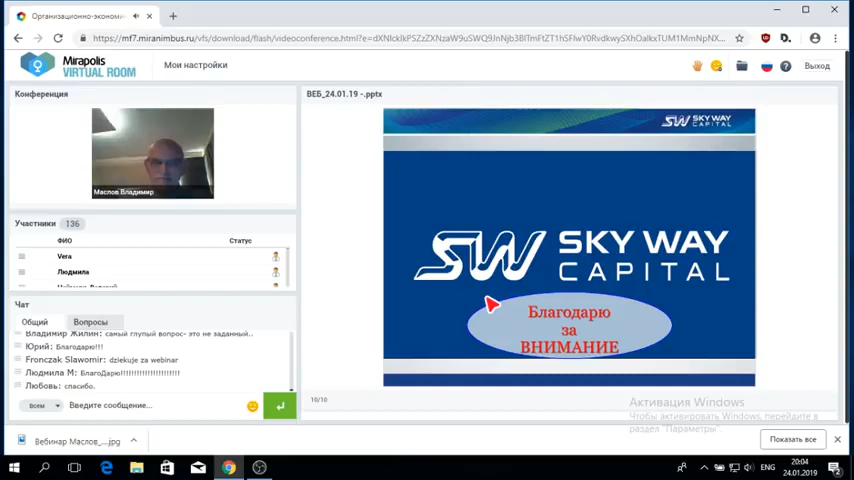 Организационно-экономи
https://mf7.miranimbus.ru/vfs/download/flash/videoconference.html?e=
Mirapolis
VIRTUAL ROOM
Мои настройки
Выход
Конференция
Маслов Владимир
Участники 136
ФИО Статус
Vera
Людмила
Чат
Общий Вопросы
Владимир Жилин: самый глупый вопрос- это не заданный..
Юрий: Благодарю!!!
Fronczak Slawomir: dziekuje za webinar
Людмила М: БлагоДарю!!!!!!!!!!!!!!!!!!!!!!
Любовь: спасибо.
Всем Введите сообщение...
ВЕБ_24.01.19 -.pptx
SW SKY WAY
CAPITAL
SW SKY WAY
CAPITAL
Благодарю
за
ВНИМАНИЕ
10/10
Активация Windows
Чтобы активировать Windows, перейдите в
раздел "Параметры".
Вебинар Маслов_....jpg
Показать все
ENG
20:04
24.01.2019
2